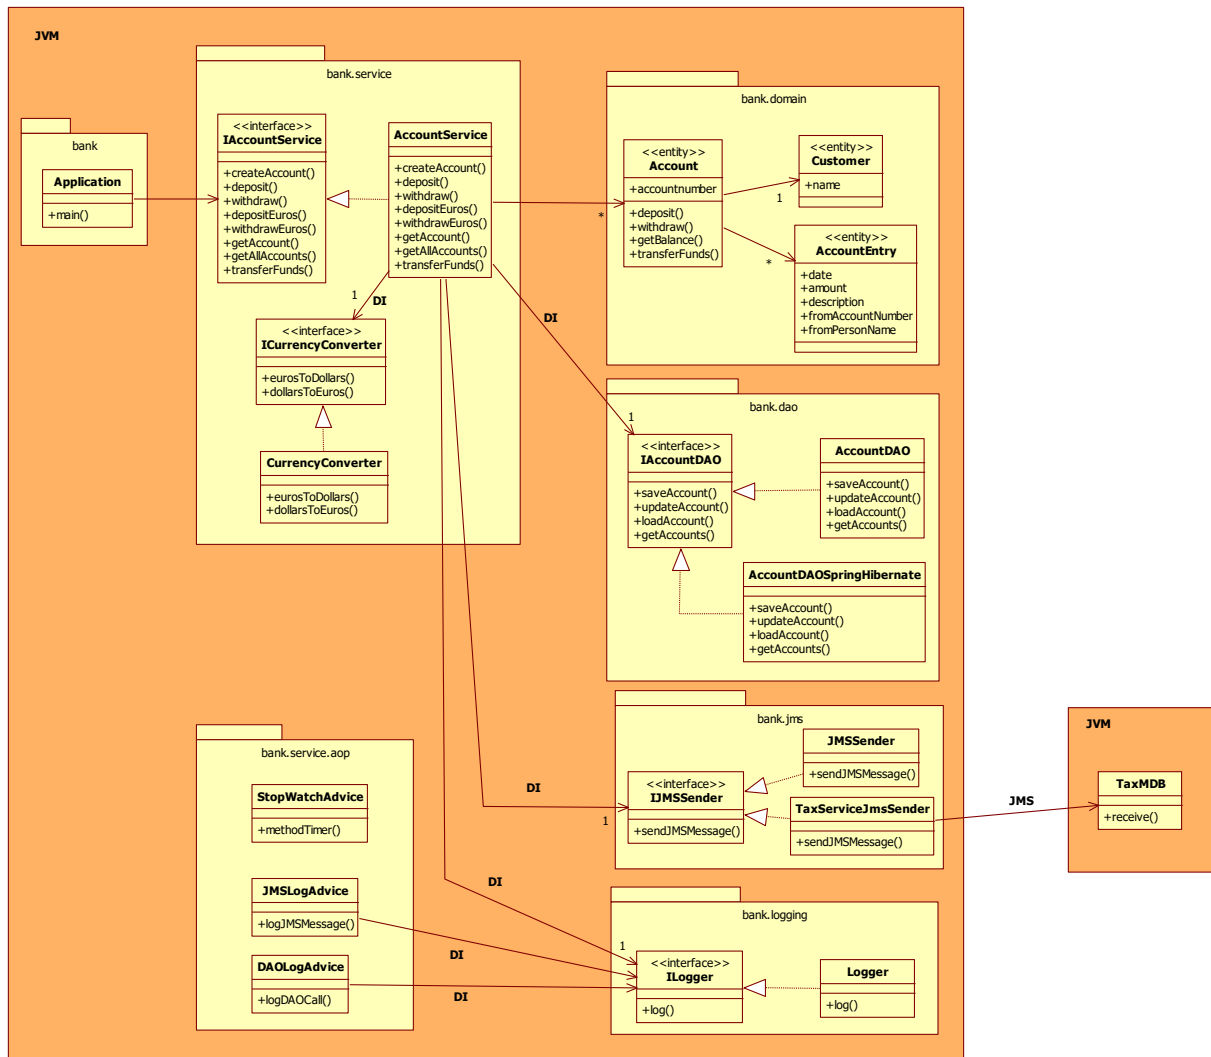 JVM
bank
Application
+main()
bank.service
<<interface>>
IAccountService
+createAccount()
+deposit()
+withdraw()
+depositEuros()
+withdrawEuros()
+getAccount()
+getAllAccounts()
+transferFunds()
AccountService
+createAccount()
+deposit()
+withdraw()
+depositEuros()
+withdrawEuros()
+getAccount()
+getAllAccounts()
+transferFunds()
1
DI
<<interface>>
ICurrencyConverter
+eurosToDollars()
+dollarsToEuros()
CurrencyConverter
+eurosToDollars()
+dollarsToEuros()
bank.domain
*
<<entity>>
Account
+accountnumber
+deposit()
+withdraw()
+getBalance()
+transferFunds()
1
<<entity>>
Customer
+name
*
<<entity>>
AccountEntry
+date
+amount
+description
+fromAccountNumber
+fromPersonName
DI
1
bank.dao
<<interface>>
IAccountDAO
+saveAccount()
+updateAccount()
+loadAccount()
+getAccounts()
AccountDAO
+saveAccount()
+updateAccount()
+loadAccount()
+getAccounts()
AccountDAOSpringHibernate
+saveAccount()
+updateAccount()
+loadAccount()
+getAccounts()
DI
1
bank.jms
<<interface>>
IJMSSender
+sendJMSMessage()
JMSSender
+sendJMSMessage()
TaxServiceJmsSender
+sendJMSMessage()
JMS
JVM
TaxMDB
+receive()
bank.service.aop
StopWatchAdvice
+methodTimer()
JMSLogAdvice
+logJMSMessage()
DAOLogAdvice
+logDAOCall()
DI
DI
DI
1
bank.logging
<<interface>>
ILogger
+log()
Logger
+log()